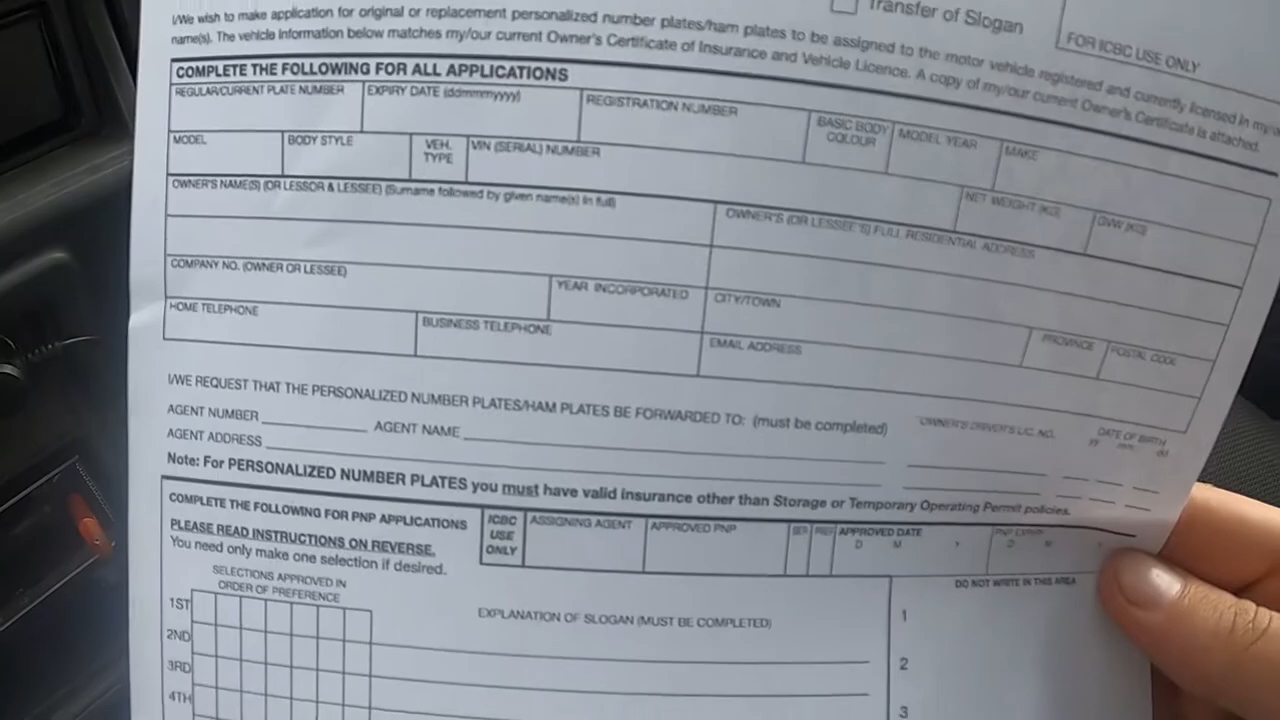 Transfer of Slogan
FOR ICBC USE ONLY
I/We wish to make application for original or replacement personalized number plates/ham plates to be assigned to the motor vehicle registered and currently licensed in my/
name(s). The vehicle information below matches my/our current Owner's Certificate of Insurance and Vehicle Licence. A copy of my/our current Owner's Certificate is attached.
COMPLETE THE FOLLOWING FOR ALL APPLICATIONS
REGULAR/CURRENT PLATE NUMBER EXPIRY DATE (ddmmmyyyy) REGISTRATION NUMBER BASIC BODY COLOUR MODEL YEAR MAKE
MODEL BODY STYLE VEH. TYPE VIN (SERIAL) NUMBER NET WEIGHT (KG) GVW (KG)
OWNER'S NAME(S) (OR LESSOR & LESSEE) (Surname followed by given name(s) in full) OWNER'S (OR LESSEE'S) FULL RESIDENTIAL ADDRESS
COMPANY NO. (OWNER OR LESSEE) YEAR INCORPORATED CITY/TOWN PROVINCE POSTAL CODE
HOME TELEPHONE BUSINESS TELEPHONE EMAIL ADDRESS
I/WE REQUEST THAT THE PERSONALIZED NUMBER PLATES/HAM PLATES BE FORWARDED TO: (must be completed)
OWNER'S DRIVER'S LIC. NO. DATE OF BIRTH
yy mm dd
AGENT NUMBER AGENT NAME
AGENT ADDRESS
Note: For PERSONALIZED NUMBER PLATES you must have valid insurance other than Storage or Temporary Operating Permit policies.
COMPLETE THE FOLLOWING FOR PNP APPLICATIONS
PLEASE READ INSTRUCTIONS ON REVERSE.
You need only make one selection if desired.
ICBC USE ONLY ASSIGNING AGENT APPROVED PNP APPROVED DATE PNP EXPIRY
D M Y D M Y
SELECTIONS APPROVED IN
ORDER OF PREFERENCE
EXPLANATION OF SLOGAN (MUST BE COMPLETED)
DO NOT WRITE IN THIS AREA
1ST 1
2ND 2
3RD 3
4TH